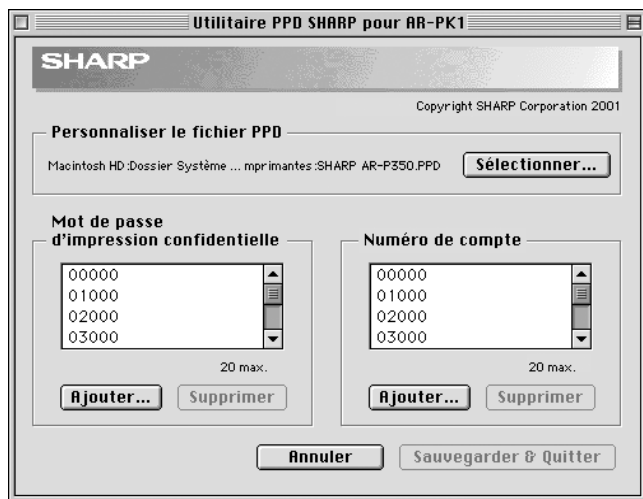 Utilitaire PPD SHARP pour AR-PK1
SHARP
Copyright SHARP Corporation 2001
Personnaliser le fichier PPD
Macintosh HD :Dossier Système ... mprimantes :SHARP AR-P350.PPD
Sélectionner...
Mot de passe
d'impression confidentielle
00000
01000
02000
03000
20 max.
Ajouter...
Supprimer
Numéro de compte
00000
01000
02000
03000
20 max.
Ajouter...
Supprimer
Annuler
Sauvegarder & Quitter